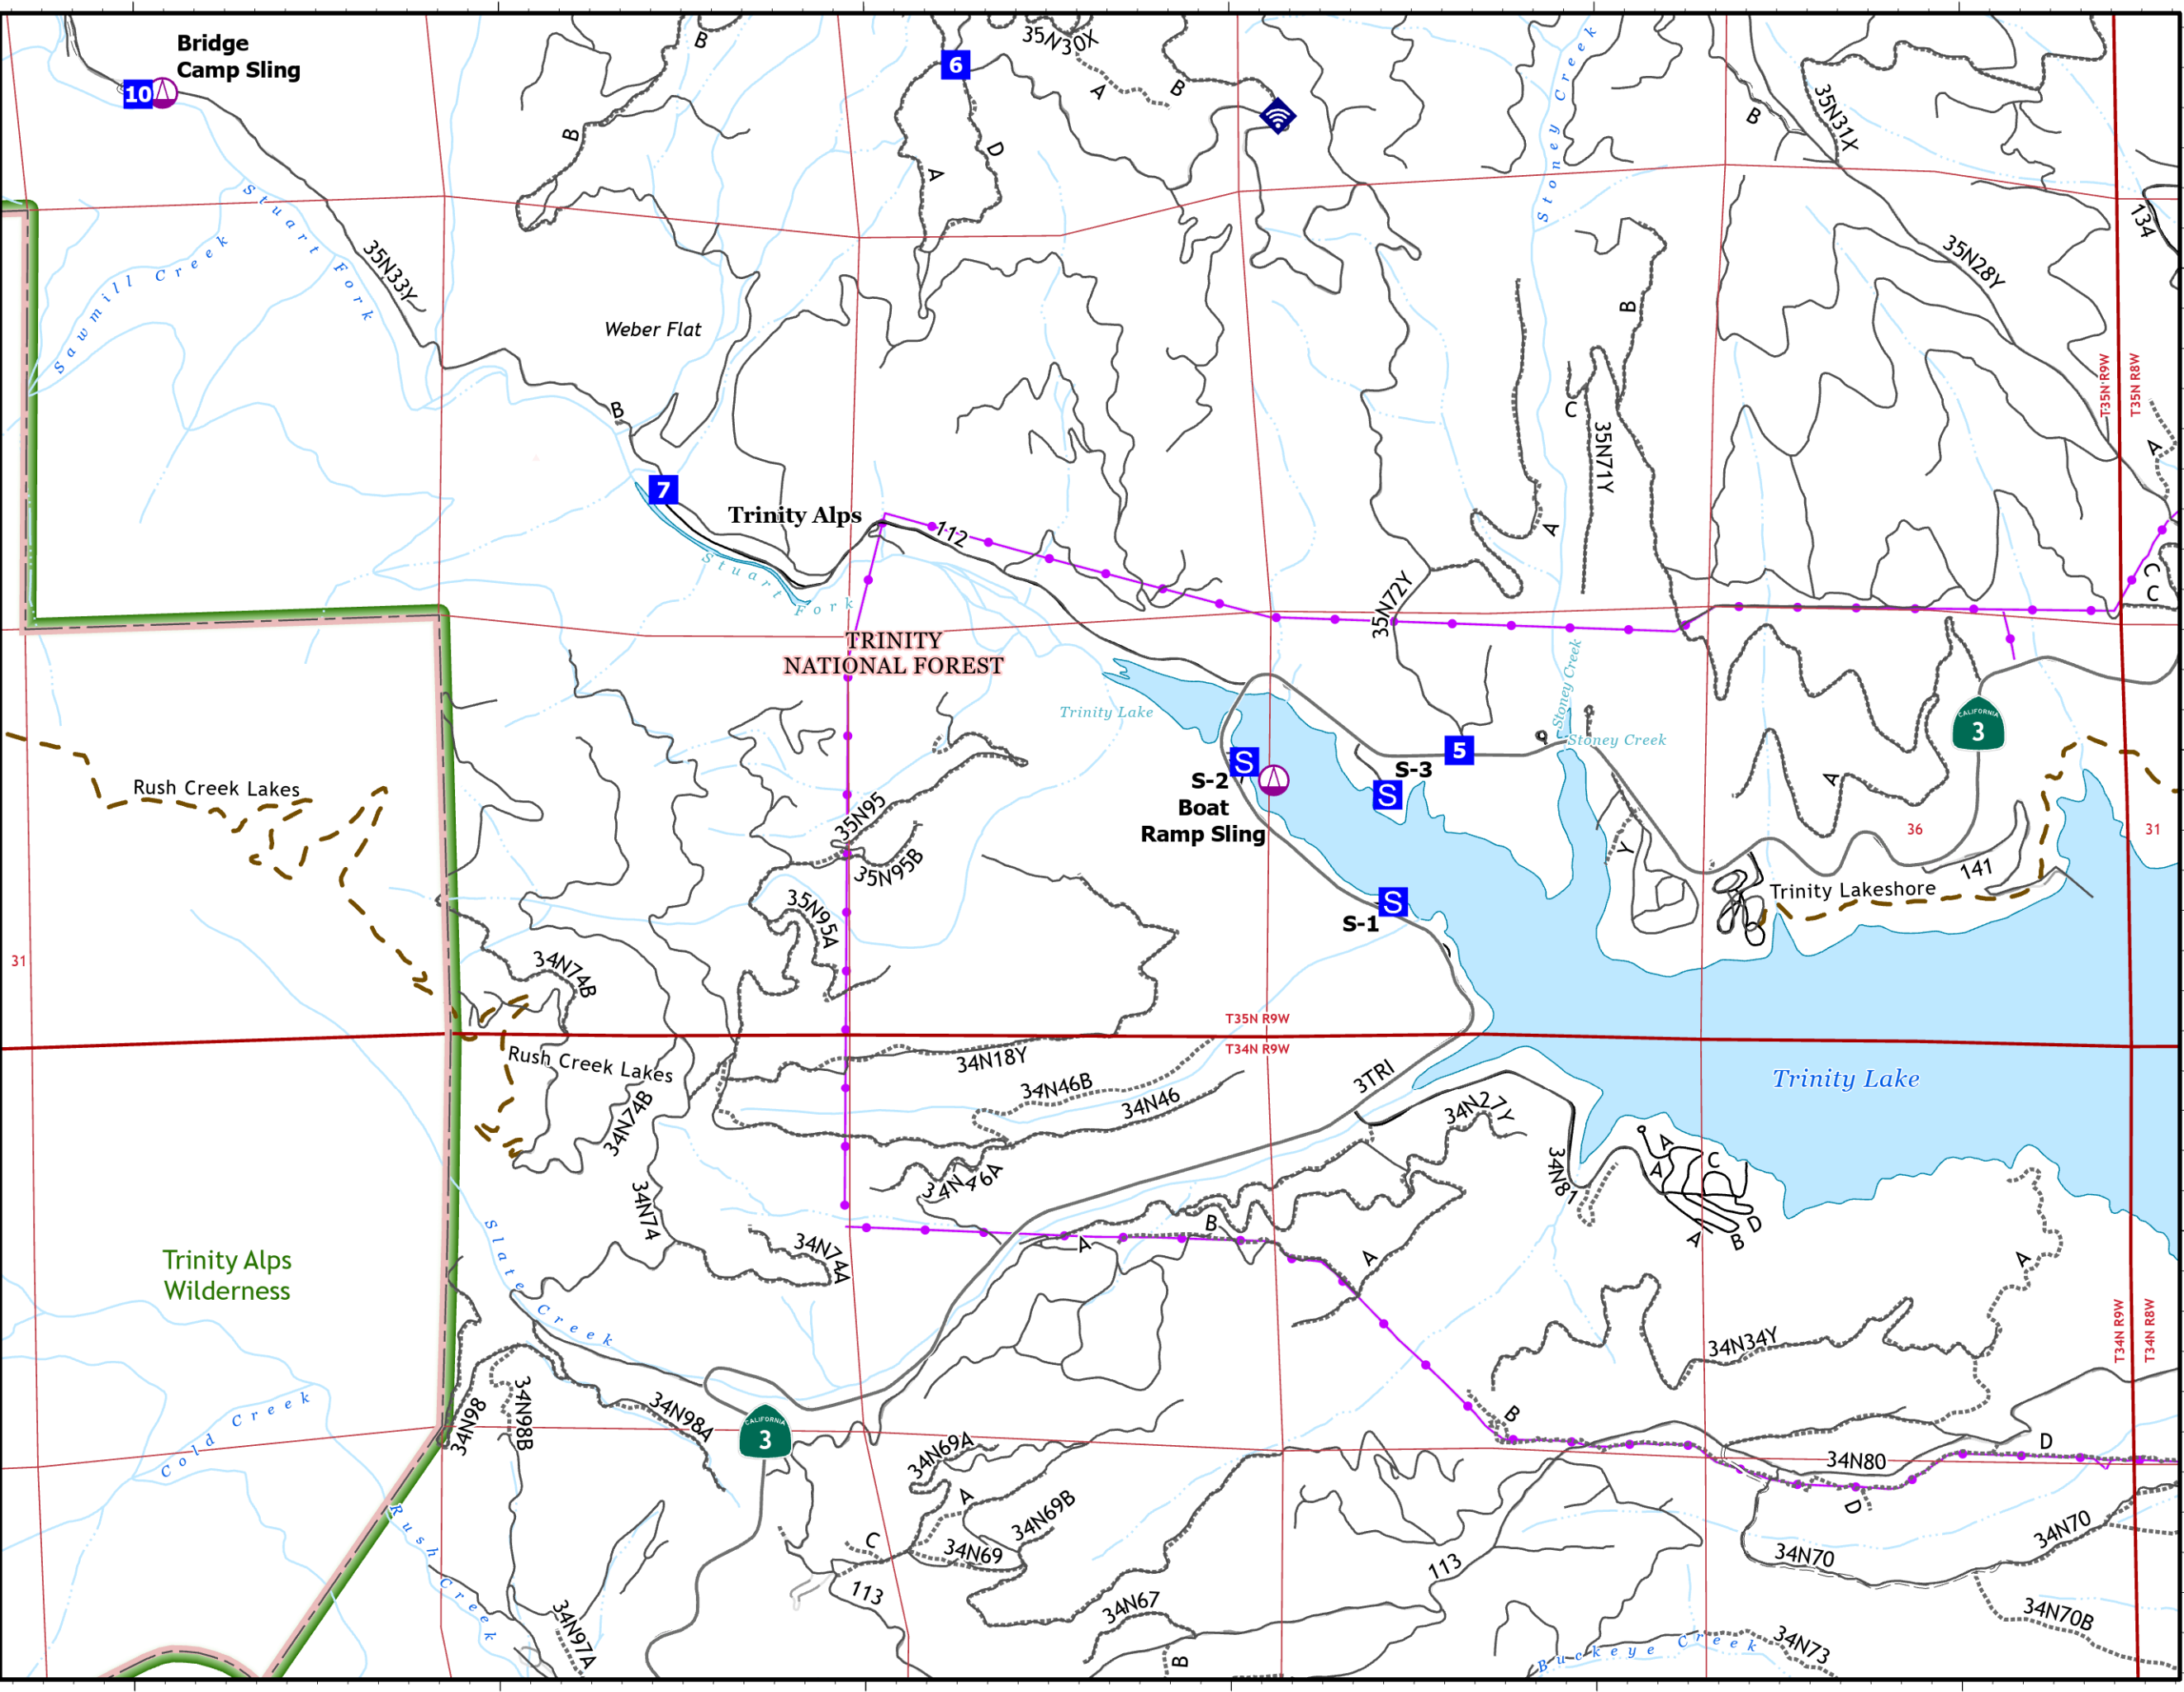 Bridge
Camp Sling
10
B
6
35N30X
A
B
Stoney Creek
B
35N31X
B
D
A
134
Stuart Fork
Sawmill Creek
35N33Y
35N28Y
B
Weber Flat
T35N R9W
T35N R8W
B
C
35N71Y
A
7
Trinity Alps
112
A
Stuart Fork
35N72Y
C
C
TRINITY
NATIONAL FOREST
Stoney Creek
Trinity Lake
CALIFORNIA
3
Stoney Creek
5
S
S-2
Boat
Ramp Sling
S-3
S
A
Rush Creek Lakes
35N95
36
31
35N95B
Y
141
Trinity Lakeshore
35N95A
S
S-1
31
34N74B
T35N R9W
T34N R9W
Rush Creek Lakes
34N18Y
34N46B
34N46
3TRI
34N27Y
Trinity Lake
34N74B
34N46A
34N81
A
A
C
D
B
A
34N74
B
A
A
A
34N74A
Slate Creek
Trinity Alps
Wilderness
T34N R9W
T34N R8W
34N34Y
Cold Creek
34N98
34N98B
34N98A
CALIFORNIA
3
B
34N69A
34N80
D
A
34N69B
D
Rush Creek
C
34N69
34N70
34N70
113
113
34N67
34N97A
B
34N70B
Buckeye Creek
34N73